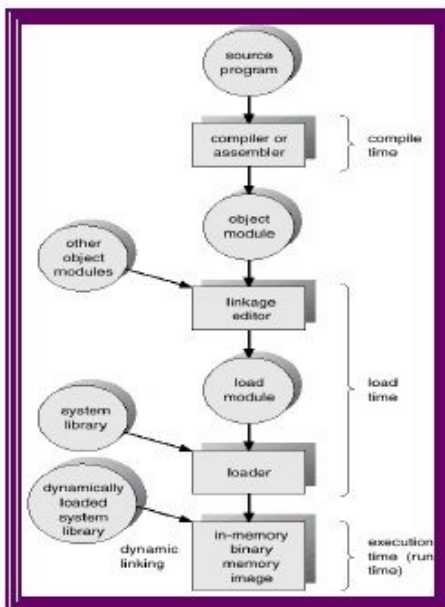 source
program
compiler or
assembler
compile
time
object
module
other
object
modules
linkage
editor
load
module
load
time
system
library
loader
dynamically
loaded
system
library
dynamic
linking
in-memory
binary
memory
image
execution
time (run
time)